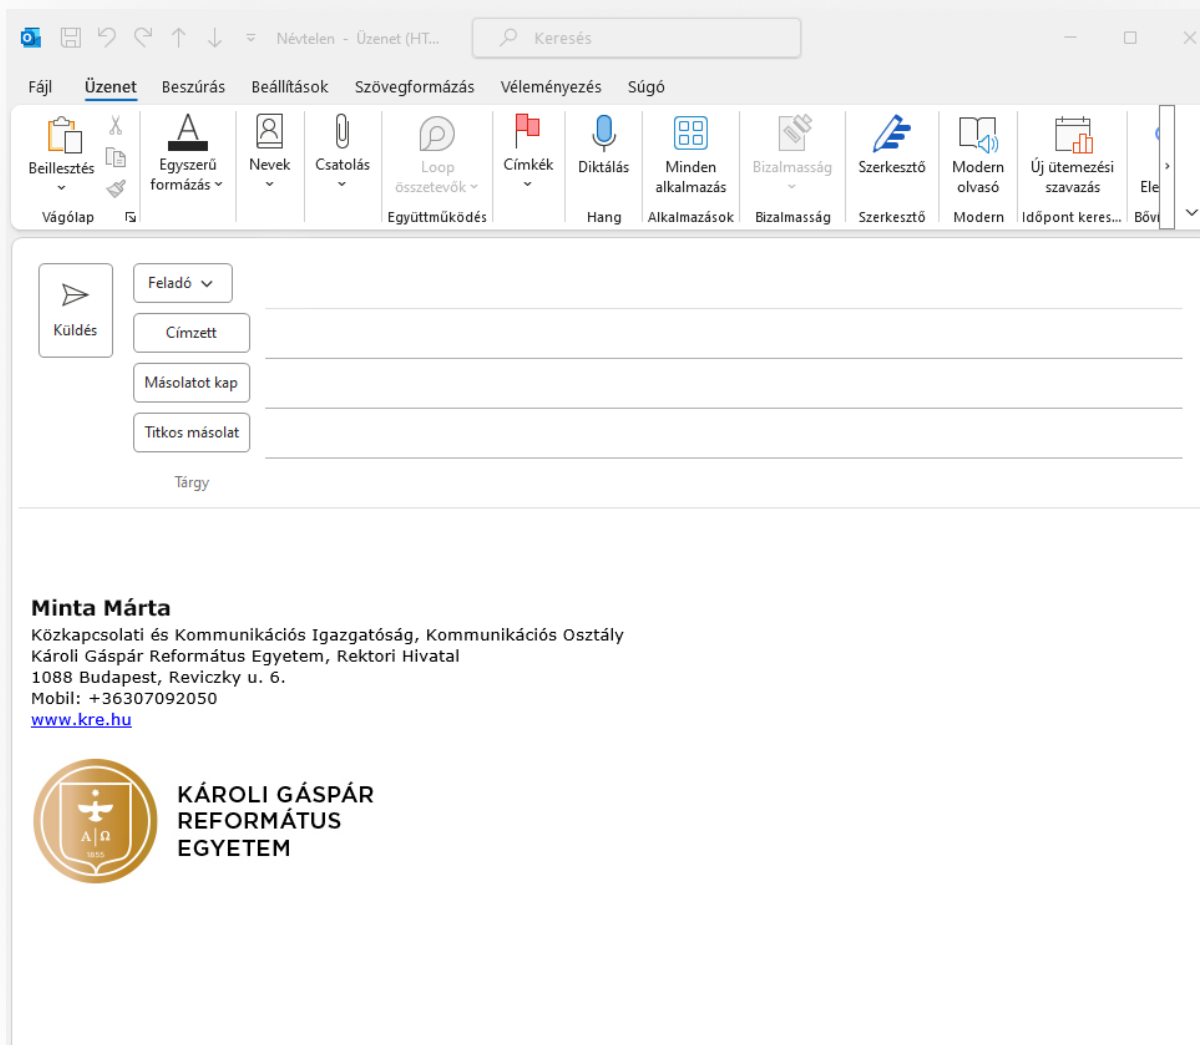 Névtelen - Üzenet (HT...
Keresés
Fájl Üzenet Beszúrás Beállítások Szövegformázás Véleményezés Súgó
Beillesztés
Egyszerű formázás
Nevek
Csatolás
Loop összetevők
Címkék
Diktálás
Minden alkalmazás
Bizalmasság
Szerkesztő
Modern olvasó
Új ütemezési szavazás
Ele
Vágólap Együttműködés Hang Alkalmazások Bizalmasság Szerkesztő Modern Időpont keres... Bőví
Küldés
Feladó
Címzett
Másolatot kap
Titkos másolat
Tárgy
Minta Márta
Közkapcsolati és Kommunikációs Igazgatóság, Kommunikációs Osztály
Károli Gáspár Református Egyetem, Rektori Hivatal
1088 Budapest, Reviczky u. 6.
Mobil: +36307092050
www.kre.hu
A|Ω
1855
KÁROLI GÁSPÁR
REFORMÁTUS
EGYETEM